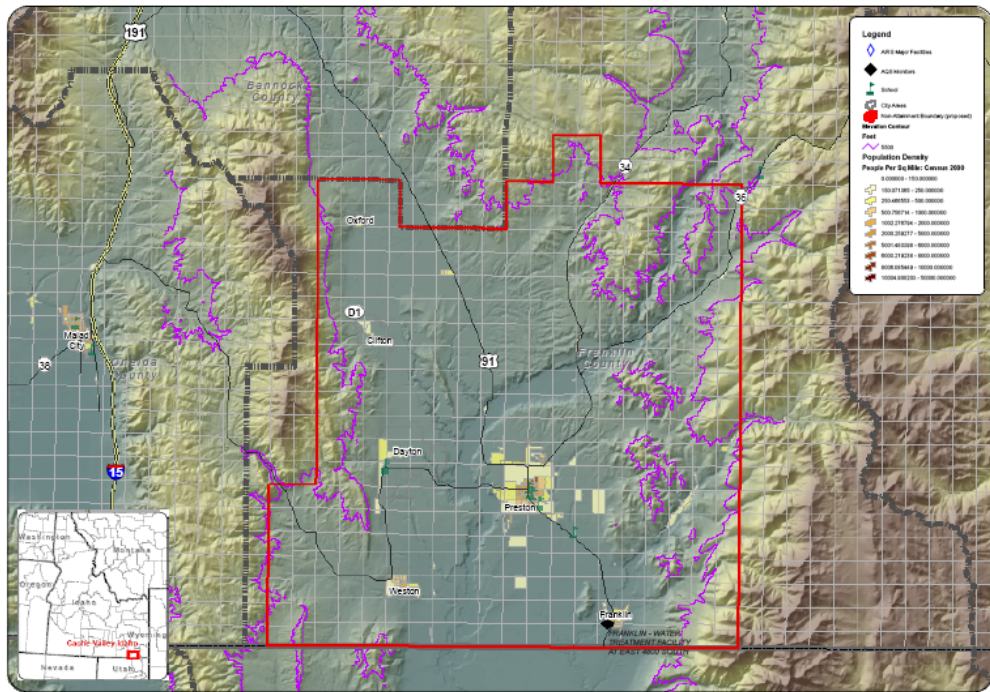 191
Bannock
County
34
36
Oxford
D1
Clifton
91
Franklin
County
Malad
City
38
Oneida
County
15
Dayton
Preston
Weston
Franklin
FRANKLIN - WATER
TREATMENT FACILITY
AT EAST 4800 SOUTH
Legend
AIRS Major Facilities
AQS Monitors
School
City Areas
Non-Attainment Boundary (proposed)
Elevation Contour
Feet
5500
Population Density
People Per Sq Mile: Census 2000
Washington
Montana
Oregon
Idaho
Wyoming
Cache Valley Idaho
Nevada
Utah